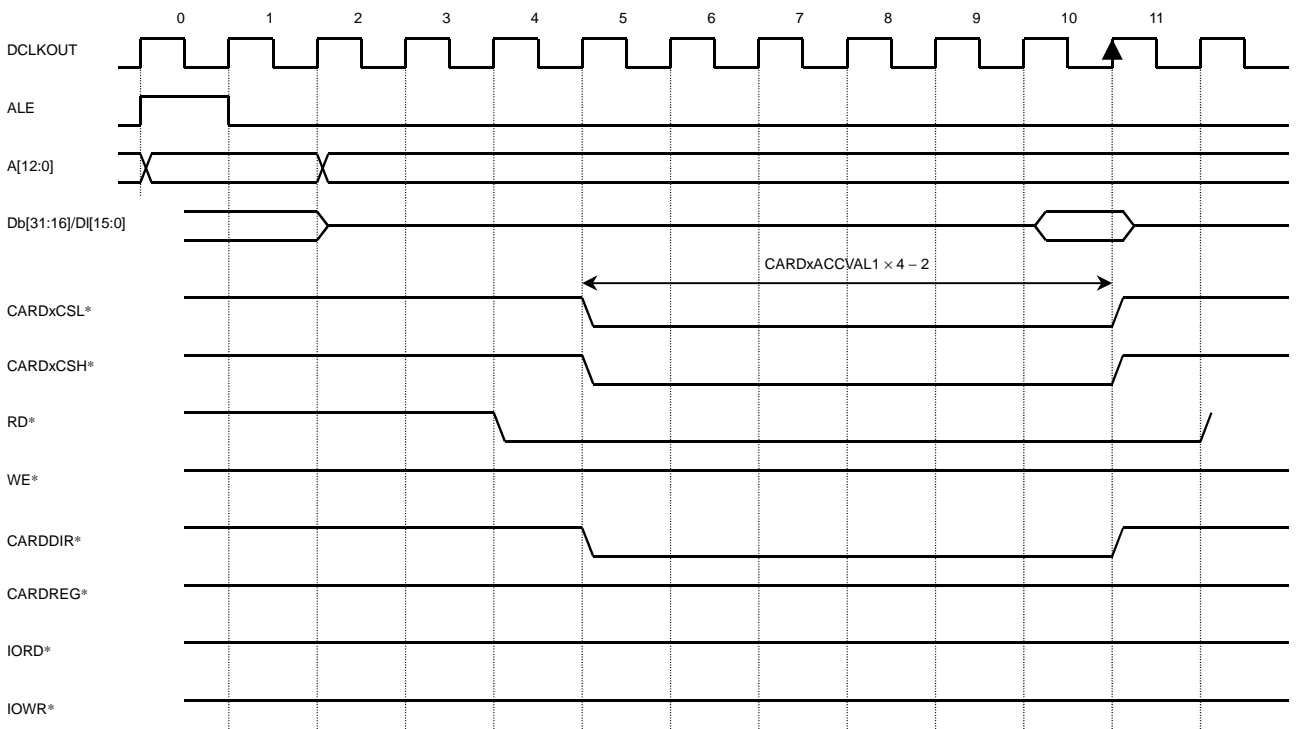 0 1 2 3 4 5 6 7 8 9 10 11
DCLKOUT
ALE
A[12:0]
Db[31:16]/Dl[15:0]
CARDxACCVAL1 × 4 – 2
CARDxCSL*
CARDxCSH*
RD*
WE*
CARDDIR*
CARDREG*
IORD*
IOWR*